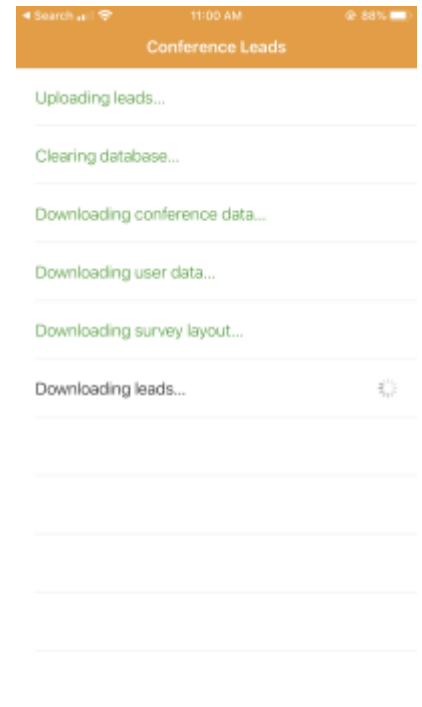 ◀ Search 11:00 AM 88%
Conference Leads
Uploading leads...
Clearing database...
Downloading conference data...
Downloading user data...
Downloading survey layout...
Downloading leads...